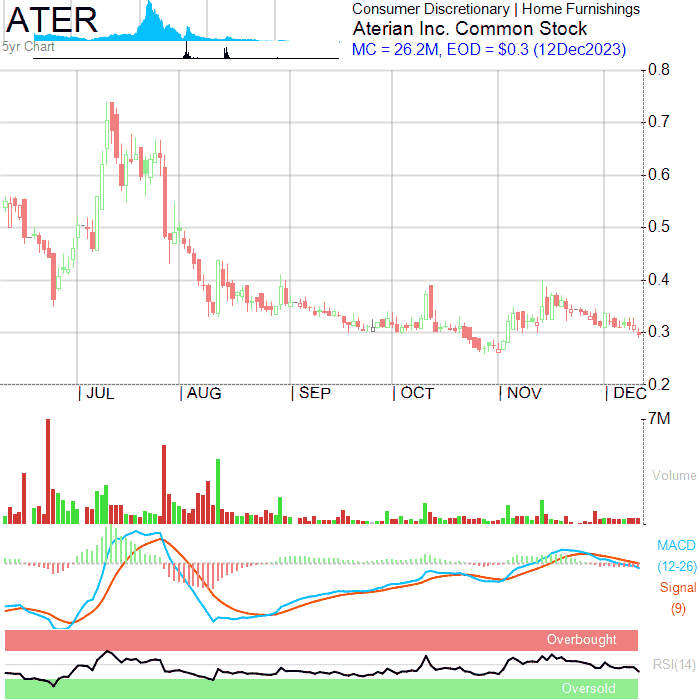 ATER
5yr Chart
Consumer Discretionary | Home Furnishings
Aterian Inc. Common Stock
MC = 26.2M, EOD = $0.3 (12Dec2023)
0.8
0.7
0.6
0.5
0.4
0.3
0.2
JUL AUG SEP OCT NOV DEC
7M
Volume
MACD
(12-26)
Signal
(9)
Overbought
RSI(14)
Oversold